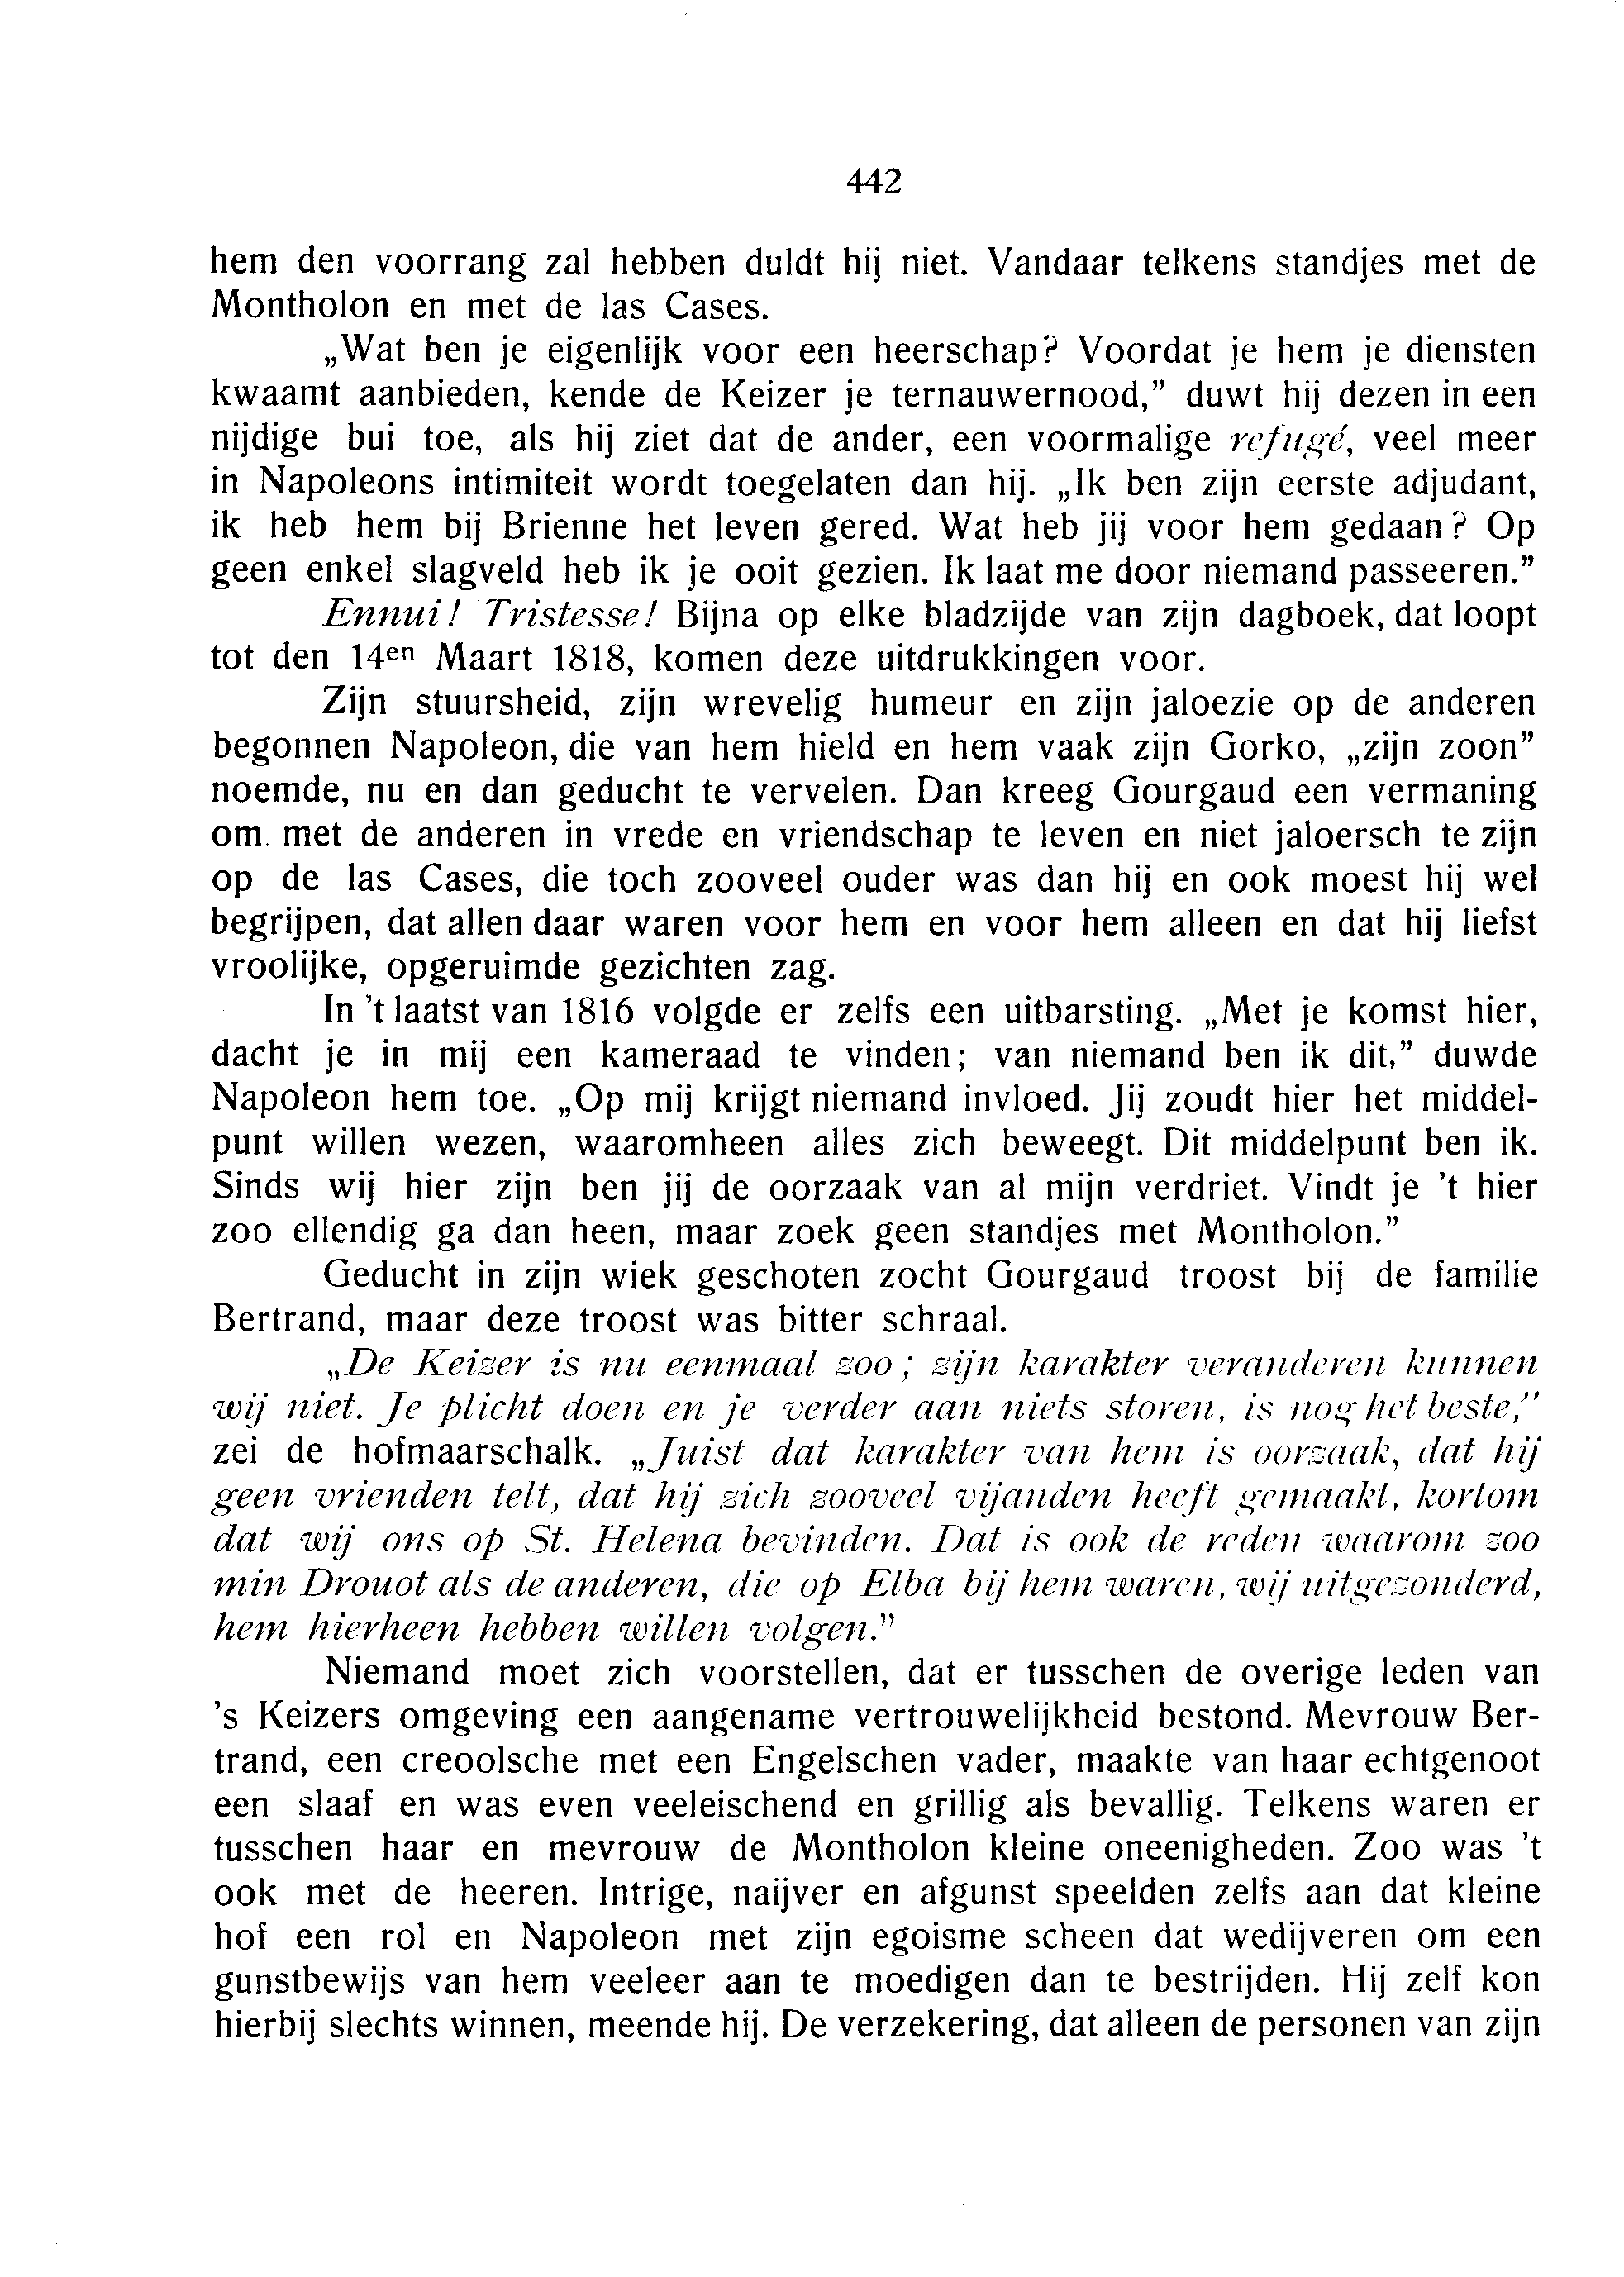 442
hem den voorrang zal hebben duldt hij niet. Vandaar telkens standjes met de
Montholon en met de las Cases.
„Wat ben je eigenlijk voor een heerschap? Voordat je hem je diensten
kwaamt aanbieden, kende de Keizer je ternauwernood,” duwt hij dezen in een
nijdige bui toe, als hij ziet dat de ander, een voormalige refugé, veel meer
in Napoleons intimiteit wordt toegelaten dan hij. „Ik ben zijn eerste adjudant,
ik heb hem bij Brienne het leven gered. Wat heb jij voor hem gedaan? Op
geen enkel slagveld heb ik je ooit gezien. Ik laat me door niemand passeeren.”
Ennui! Tristesse! Bijna op elke bladzijde van zijn dagboek, dat loopt
tot den 14en Maart 1818, komen deze uitdrukkingen voor.
Zijn stuursheid, zijn wrevelig humeur en zijn jaloezie op de anderen
begonnen Napoleon, die van hem hield en hem vaak zijn Gorko, „zijn zoon”
noemde, nu en dan geducht te vervelen. Dan kreeg Gourgaud een vermaning
om met de anderen in vrede en vriendschap te leven en niet jaloersch te zijn
op de las Cases, die toch zooveel ouder was dan hij en ook moest hij wel
begrijpen, dat allen daar waren voor hem en voor hem alleen en dat hij liefst
vroolijke, opgeruimde gezichten zag.
In 't laatst van 1816 volgde er zelfs een uitbarsting. „Met je komst hier,
dacht je in mij een kameraad te vinden; van niemand ben ik dit,” duwde
Napoleon hem toe. „Op mij krijgt niemand invloed. Jij zoudt hier het middel-
punt willen wezen, waaromheen alles zich beweegt. Dit middelpunt ben ik.
Sinds wij hier zijn ben jij de oorzaak van al mijn verdriet. Vindt je 't hier
zoo ellendig ga dan heen, maar zoek geen standjes met Montholon.”
Geducht in zijn wiek geschoten zocht Gourgaud troost bij de familie
Bertrand, maar deze troost was bitter schraal.
„De Keizer is nu eenmaal zoo; zijn karakter veranderen kunnen
wij niet. Je plicht doen en je verder aan niets storen, is nog het beste,”
zei de hofmaarschalk. „Juist dat karakter van hem is oorzaak, dat hij
geen vrienden telt, dat hij zich zooveel vijanden heeft gemaakt, kortom
dat wij ons op St. Helena bevinden. Dat is ook de reden waarom zoo
min Drouot als de anderen, die op Elba bij hem waren, wij uitgezonderd,
hem hierheen hebben willen volgen.”
Niemand moet zich voorstellen, dat er tusschen de overige leden van
's Keizers omgeving een aangename vertrouwelijkheid bestond. Mevrouw Ber-
trand, een creoolsche met een Engelschen vader, maakte van haar echtgenoot
een slaaf en was even veeleischend en grillig als bevallig. Telkens waren er
tusschen haar en mevrouw de Montholon kleine oneenigheden. Zoo was 't
ook met de heeren. Intrige, naijver en afgunst speelden zelfs aan dat kleine
hof een rol en Napoleon met zijn egoisme scheen dat wedijveren om een
gunstbewijs van hem veeleer aan te moedigen dan te bestrijden. Hij zelf kon
hierbij slechts winnen, meende hij. De verzekering, dat alleen de personen van zijn